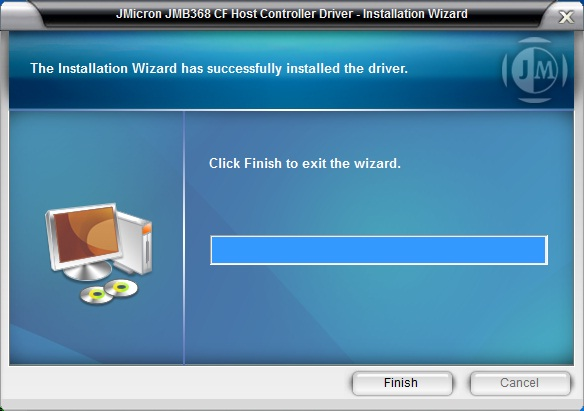 JMicron JMB368 CF Host Controller Driver - Installation Wizard
X
The Installation Wizard has successfully installed the driver.
JM
Click Finish to exit the wizard.
Finish
Cancel